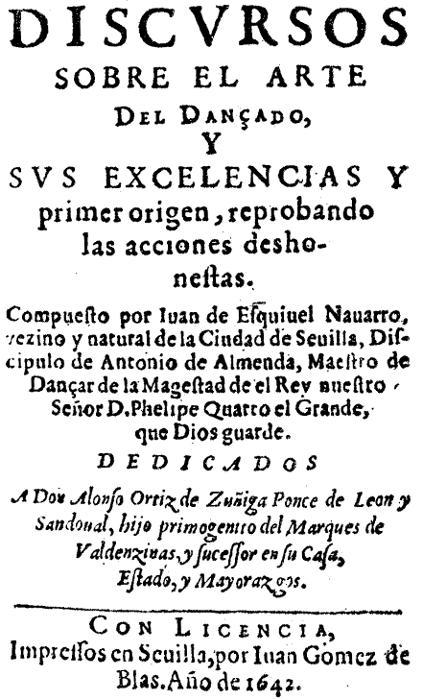 DISCVRSOS
SOBRE EL ARTE
DEL DANÇADO,
Y
SVS EXCELENCIAS Y
primer origen, reprobando
las acciones desho-
neſtas.
Compueſto por Iuan de Eſquiuel Nauarro,
vezino y natural de la Ciudad de Seuilla, Diſ-
cipulo de Antonio de Almenda, Maeſtro de
Dançar de la Mageſtad de el Rey nueſtro
Señor D. Phelipe Quarto el Grande,
que Dios guarde.
DEDICADOS
A Don Alonſo Ortiz de Zuñiga Ponce de Leon y
Sandoual, hijo primogenito del Marques de
Valdenzinas, y ſuceſſor en ſu Caſa,
Eſtado, y Mayorazgos.
CON LICENCIA,
Impreſſos en Seuilla, por Iuan Gomez de
Blas. Año de 1642.